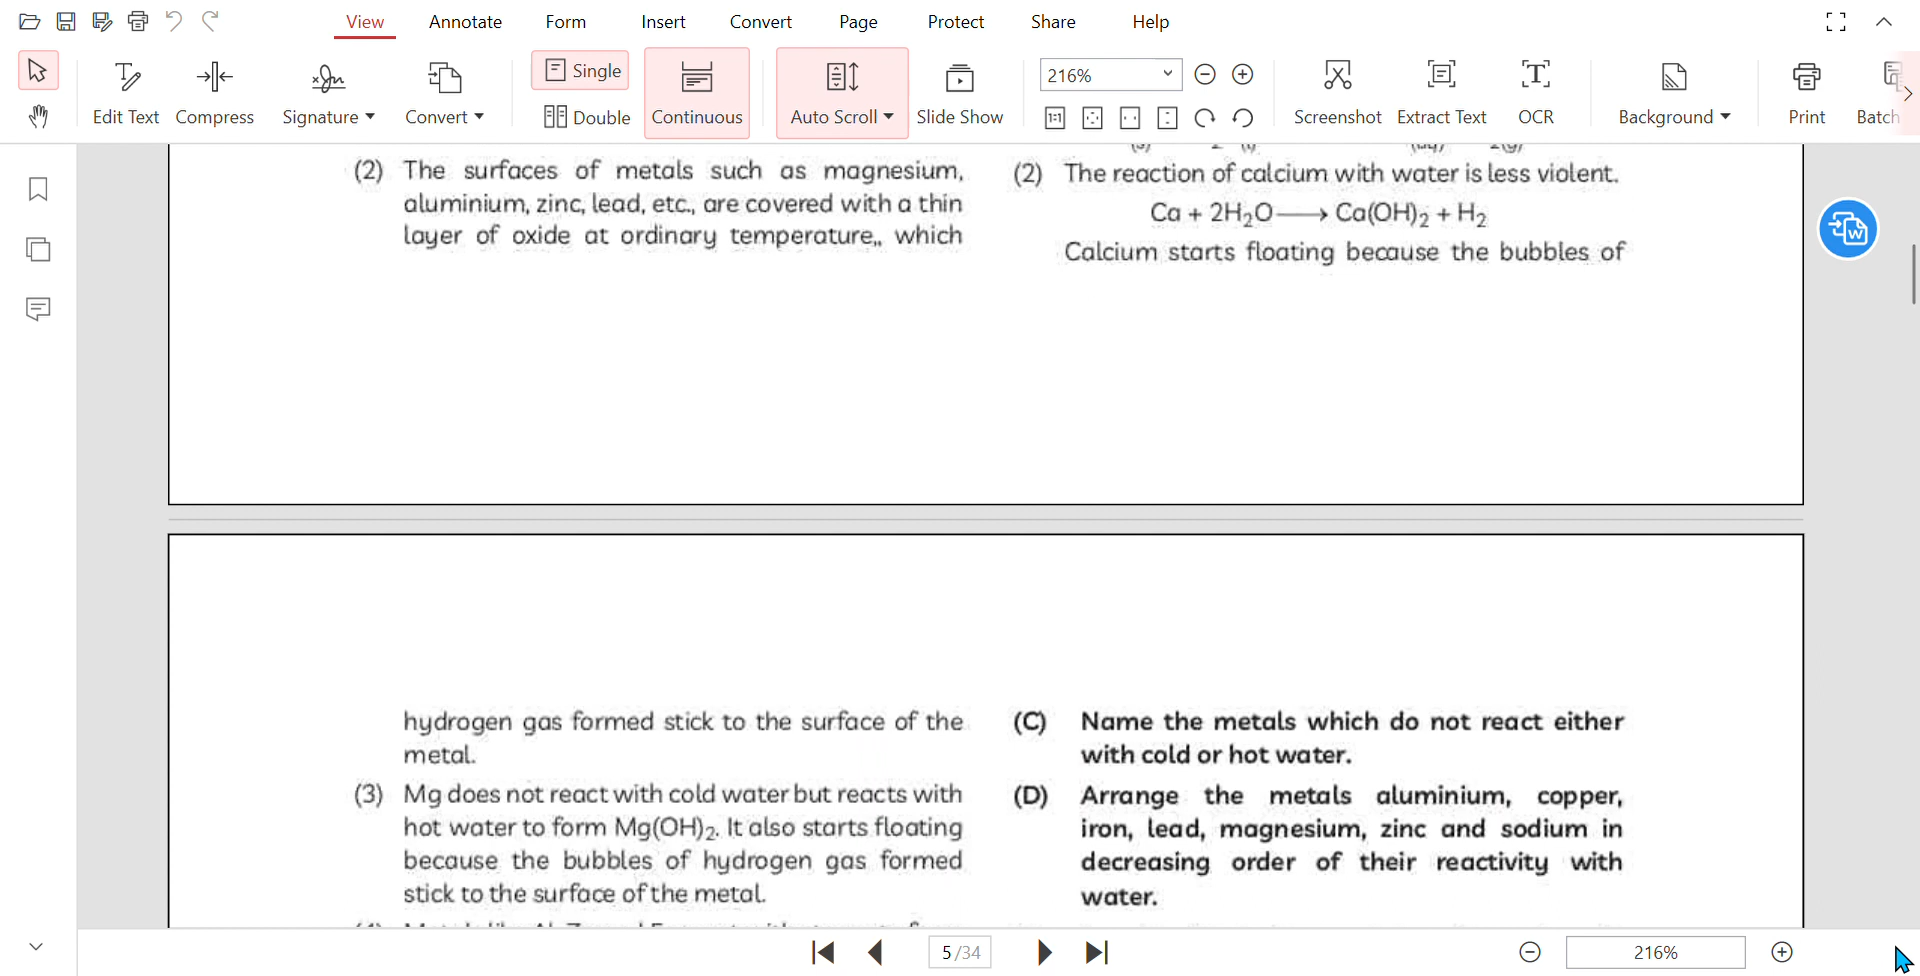 View Annotate Form Insert Convert Page Protect Share Help
Edit Text Compress Signature Convert Single Double Continuous Auto Scroll Slide Show 216% 1:1 Screenshot Extract Text OCR Background Print Batch
(2) The surfaces of metals such as magnesium,
aluminium, zinc, lead, etc., are covered with a thin
layer of oxide at ordinary temperature,, which
(2) The reaction of calcium with water is less violent.
Ca + 2H₂O⟶ Ca(OH)₂ + H₂
Calcium starts floating because the bubbles of
hydrogen gas formed stick to the surface of the
metal.
(3) Mg does not react with cold water but reacts with
hot water to form Mg(OH)₂. It also starts floating
because the bubbles of hydrogen gas formed
stick to the surface of the metal.
(C) Name the metals which do not react either
with cold or hot water.
(D) Arrange the metals aluminium, copper,
iron, lead, magnesium, zinc and sodium in
decreasing order of their reactivity with
water.
5 /34
216%